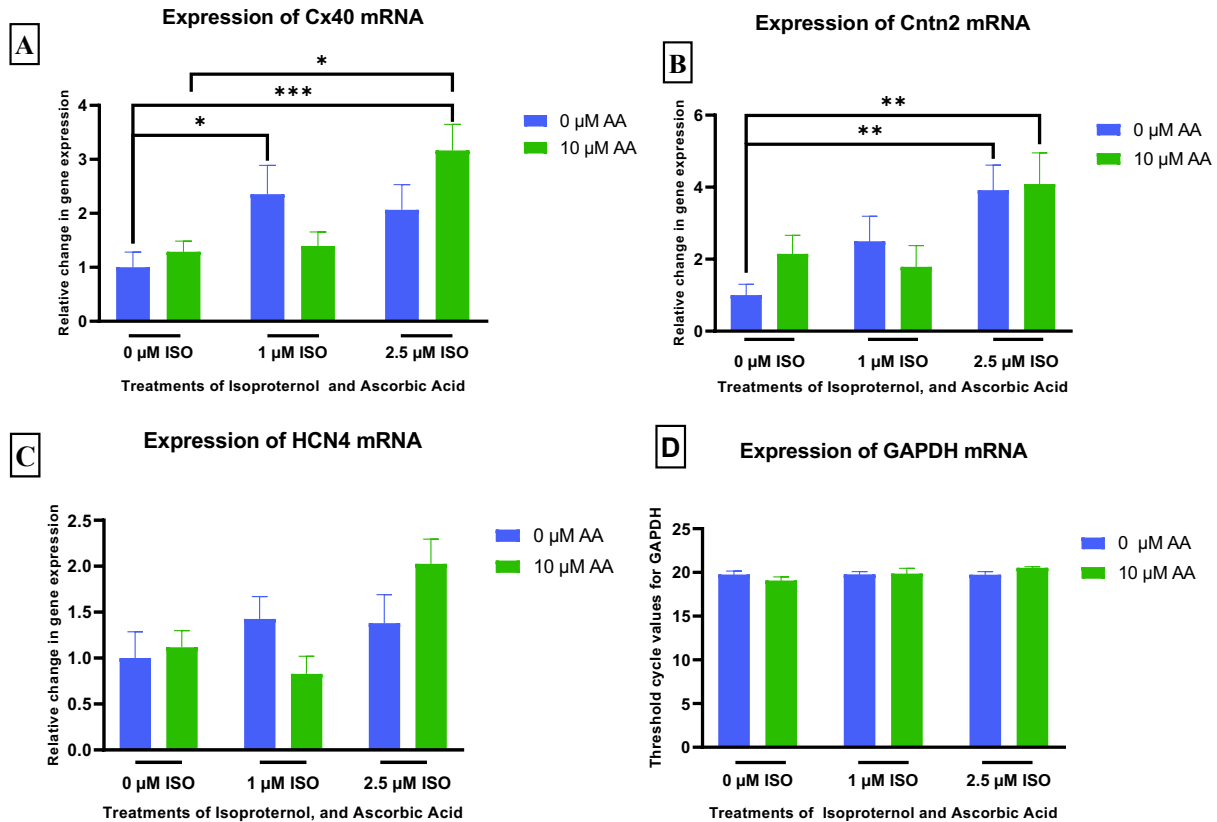 Expression of Cx40 mRNA
A
*
***
*
Relative change in gene expression
4
3
2
1
0
0 µM AA
10 µM AA
0 µM ISO
1 µM ISO
2.5 µM ISO
Treatments of Isoproternol and Ascorbic Acid
Expression of Cntn2 mRNA
B
**
**
Relative change in gene expression
6
4
2
0
0 µM AA
10 µM AA
0 µM ISO
1 µM ISO
2.5 µM ISO
Treatments of Isoproternol, and Ascorbic Acid
Expression of HCN4 mRNA
C
Relative change in gene expression
2.5
2.0
1.5
1.0
0.5
0.0
0 µM AA
10 µM AA
0 µM ISO
1 µM ISO
2.5 µM ISO
Treatments of Isoproternol, and Ascorbic Acid
Expression of GAPDH mRNA
D
Threshold cycle values for GAPDH
25
20
15
10
5
0
0 µM AA
10 µM AA
0 µM ISO
1 µM ISO
2.5 µM ISO
Treatments of Isoproternol and Ascorbic Acid